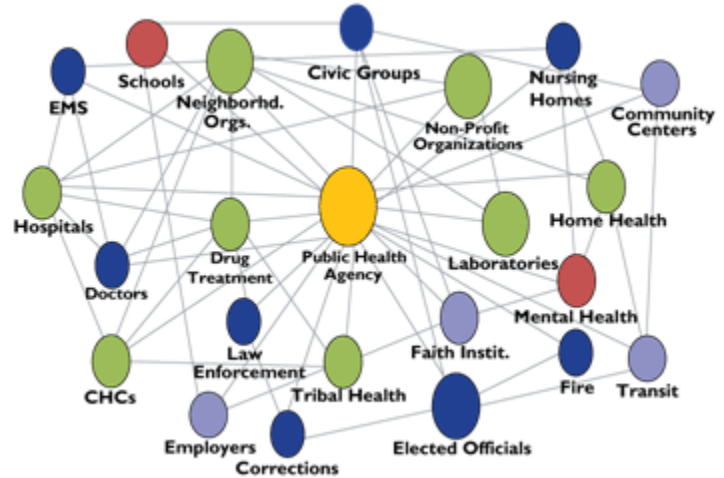 Schools
Civic Groups
EMS
Neighborhd.
Orgs.
Nursing
Homes
Community
Centers
Non-Profit
Organizations
Hospitals
Home Health
Drug
Treatment
Public Health
Agency
Laboratories
Doctors
Mental Health
Law
Enforcement
Faith Instit.
Tribal Health
Fire
Transit
CHCs
Employers
Elected Officials
Corrections